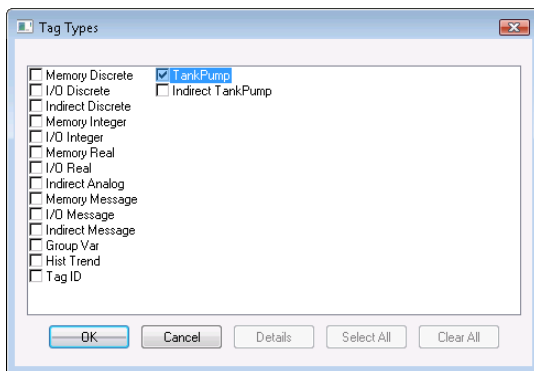 Tag Types
Memory Discrete
I/O Discrete
Indirect Discrete
Memory Integer
I/O Integer
Memory Real
I/O Real
Indirect Analog
Memory Message
I/O Message
Indirect Message
Group Var
Hist Trend
Tag ID
TankPump
Indirect TankPump
OK
Cancel
Details
Select All
Clear All